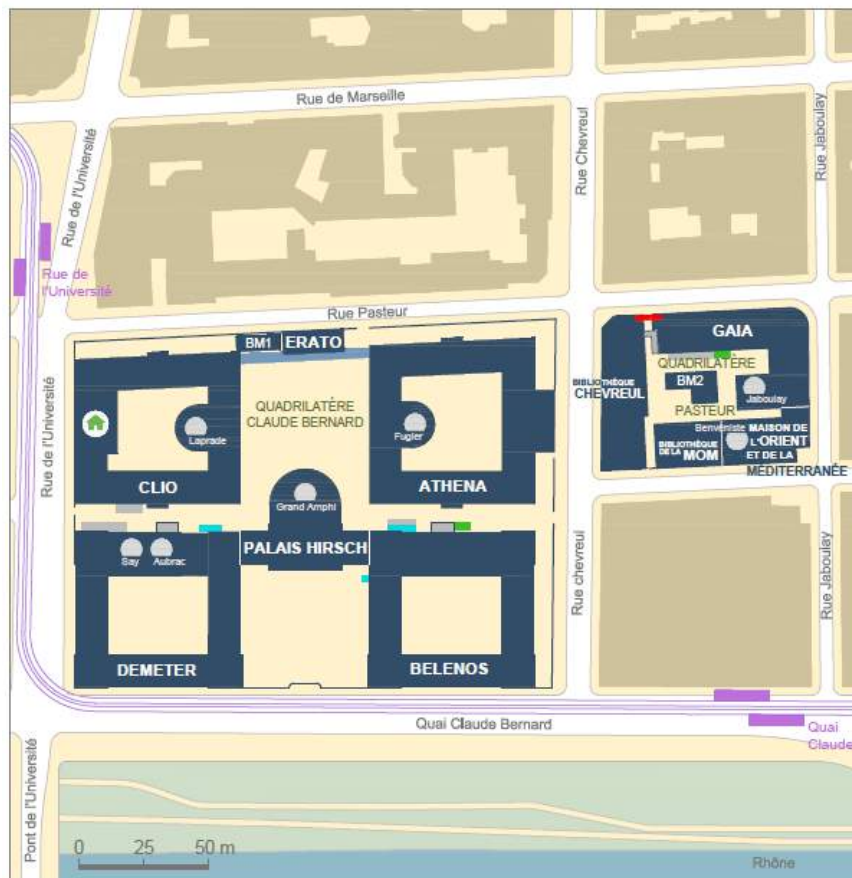 Rue de Marseille
Rue de l'Université
Rue Chevreul
Rue Jaboulay
Rue de
l'Université
Rue Pasteur
BM1
ERATO
GAIA
QUADRILATÈRE
BM2
BIBLIOTHÈQUE
CHEVREUL
Jaboulay
PASTEUR
QUADRILATÈRE
CLAUDE BERNARD
Laprade
Fugier
Benveniste
MAISON DE
L'ORIENT
ET DE LA
MÉDITERRANÉE
BIBLIOTHÈQUE
DE LA
MOM
Rue de l'Université
CLIO
ATHENA
Grand Amphi
PALAIS HIRSCH
Say
Aubrac
Rue chevreul
Rue Jaboulay
DEMETER
BELENOS
Quai Claude Bernard
Quai
Claude
Pont de l'Université
0 25 50 m
Rhône